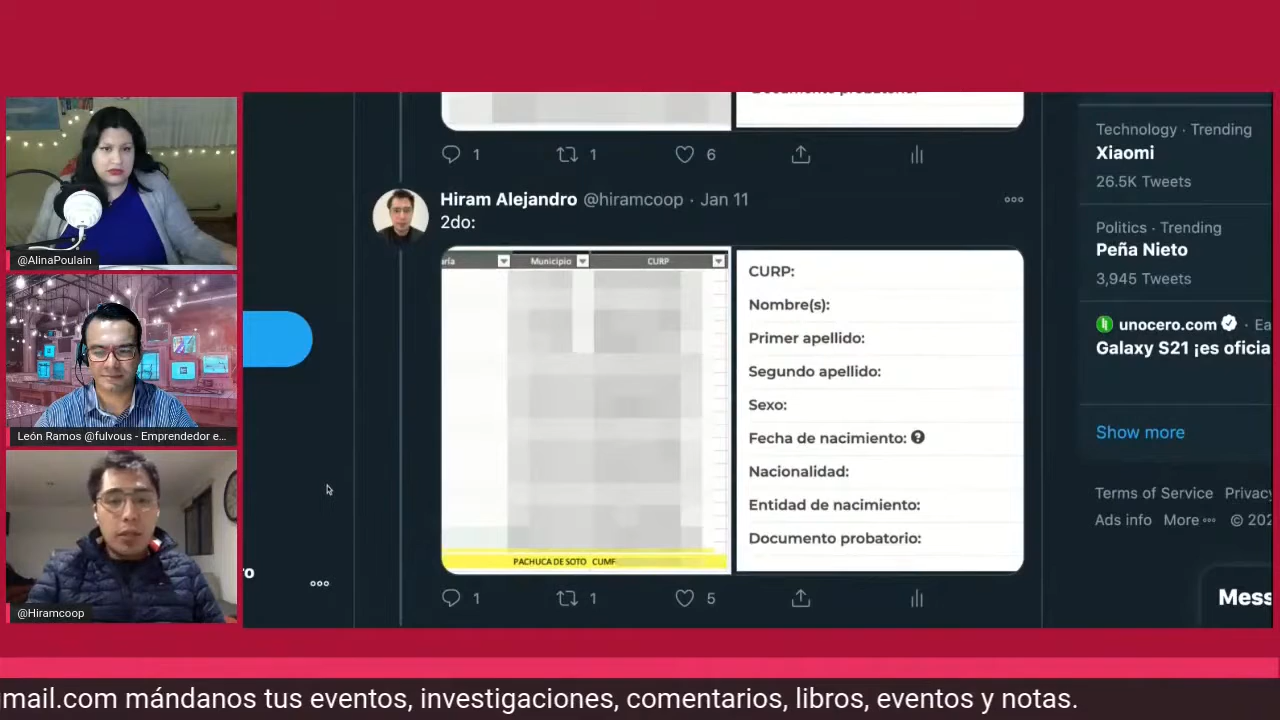 @AlinaPoulain
León Ramos @fulvous - Emprendedor e...
@Hiramcoop
1
1
6
Hiram Alejandro @hiramcoop · Jan 11
2do:
Municipio
CURP
PACHUCA DE SOTO CUMF
CURP:
Nombre(s):
Primer apellido:
Segundo apellido:
Sexo:
Fecha de nacimiento:
Nacionalidad:
Entidad de nacimiento:
Documento probatorio:
1
1
5
Technology · Trending
Xiaomi
26.5K Tweets
Politics · Trending
Peña Nieto
3,945 Tweets
unocero.com · Ea
Galaxy S21 ¡es oficia
Show more
Terms of Service Privacy
Ads info More © 202
Mess
gmail.com mándanos tus eventos, investigaciones, comentarios, libros, eventos y notas.